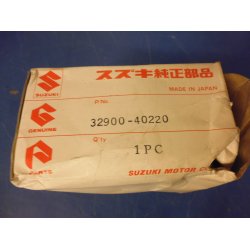 スズキ純正部品
SUZUKI
MADE IN JAPAN
P No
32900-40220
GENUINE
Q'ty
1PC
PARTS
SUZUKI MOTOR